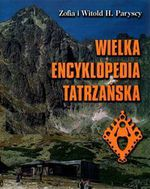 Zofia i Witold H. Paryscy
WIELKA
ENCYKLOPEDIA
TATRZAŃSKA